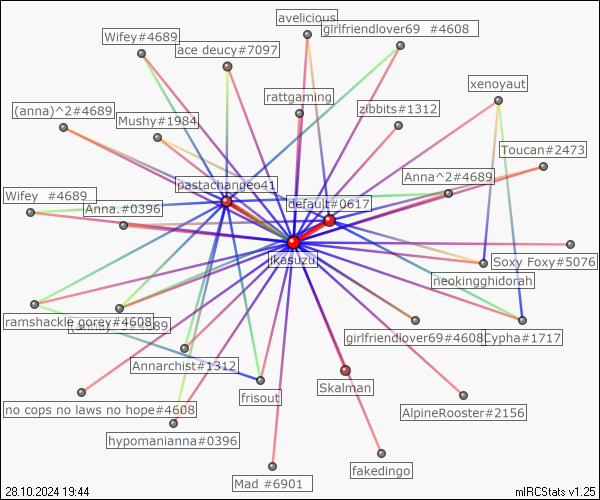 avelicious
girlfriendlover69 #4608
Wifey#4689
ace deucy#7097
xenoyaut
rattgaming
zibbits#1312
(anna)^2#4689
Mushy#1984
Toucan#2473
Anna^2#4689
pastachangeo41
Wifey #4689
default#0617
Anna.#0396
jkasuzu
Soxy Foxy#5076
neokingghidorah
ramshackle gorey#4608
girlfriendlover69#4608
Cypha#1717
Annarchist#1312
Skalman
frisout
no cops no laws no hope#4608
AlpineRooster#2156
hypomanianna#0396
fakedingo
Mad #6901
28.10.2024 19:44
mIRCStats v1.25